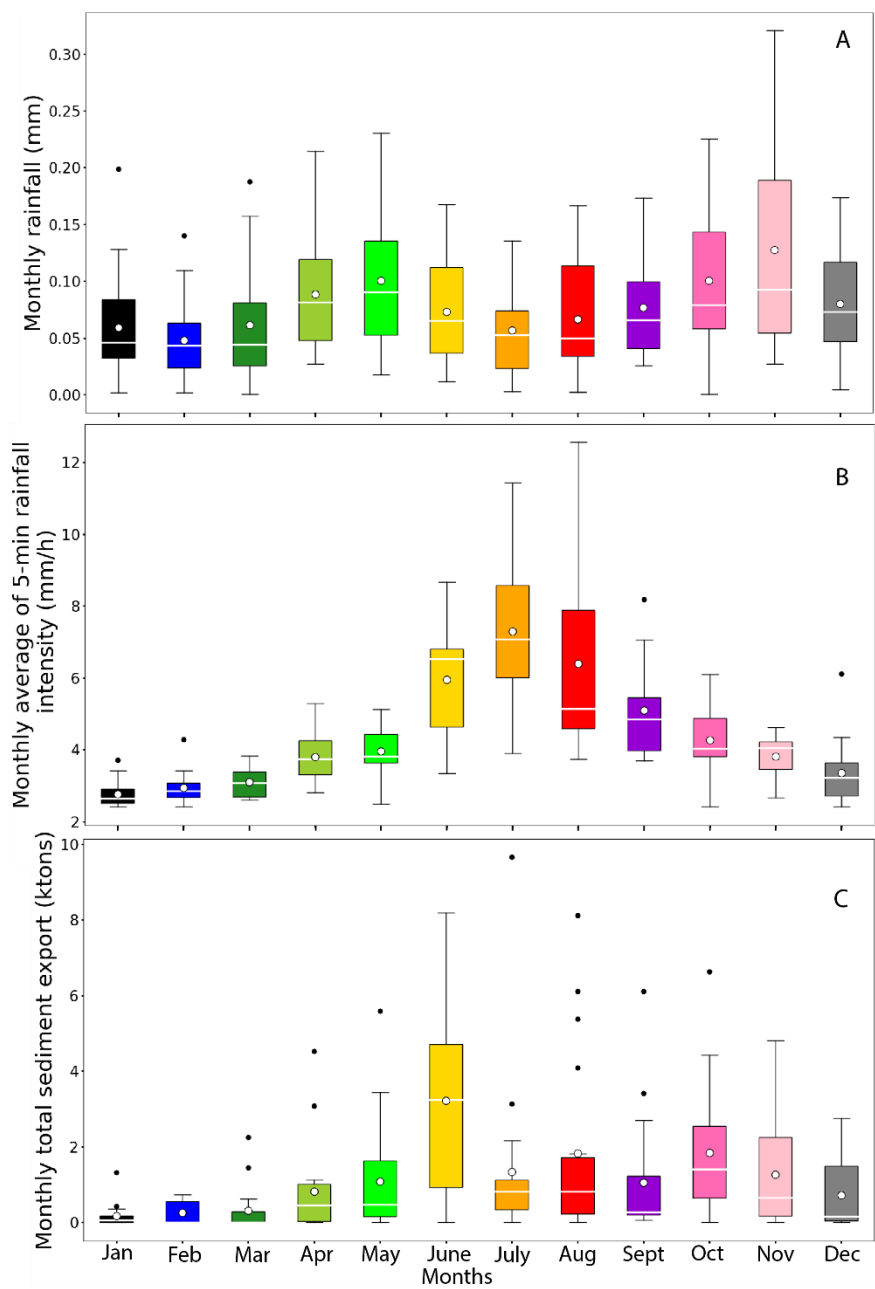 A
Monthly rainfall (mm)
0.30
0.25
0.20
0.15
0.10
0.05
0.00
B
Monthly average of 5-min rainfall
intensity (mm/h)
12
10
8
6
4
2
C
Monthly total sediment export (ktons)
10
8
6
4
2
0
Jan Feb Mar Apr May June July Aug Sept Oct Nov Dec
Months